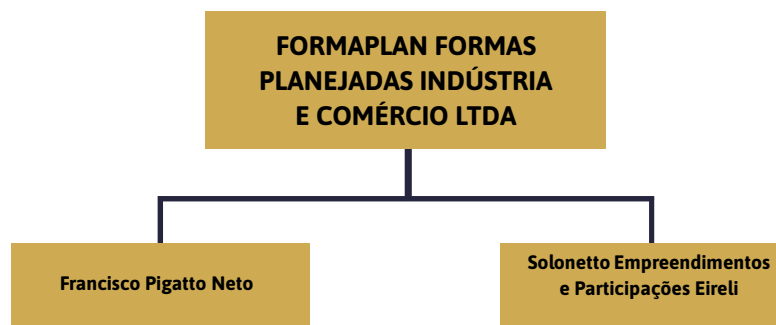 FORMAPLAN FORMAS
PLANEJADAS INDÚSTRIA
E COMÉRCIO LTDA
Francisco Pigatto Neto
Solonetto Empreendimentos
e Participações Eireli